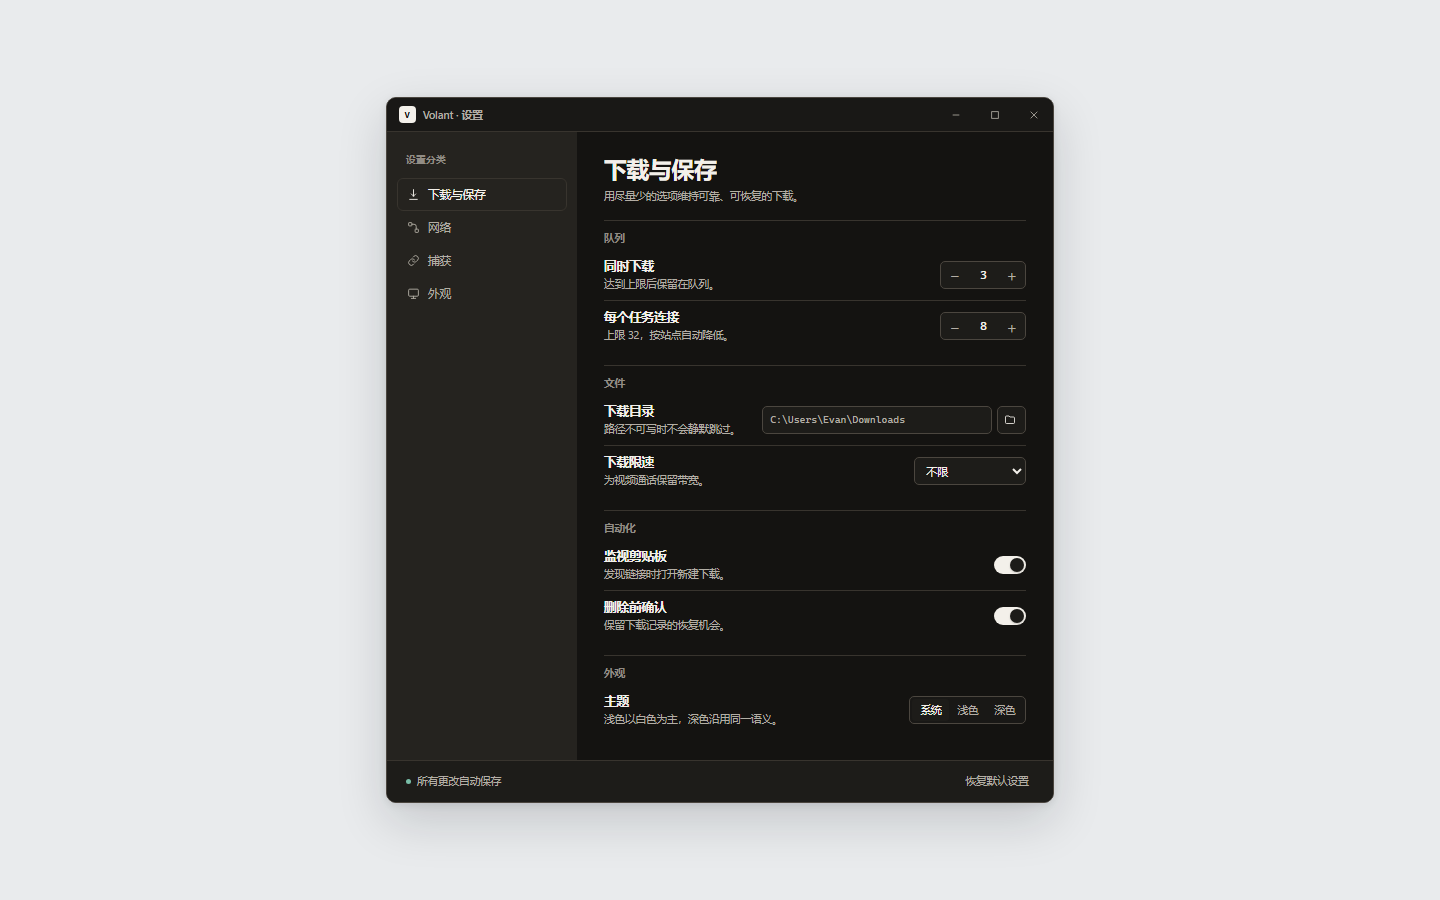 V Volant · 设置
设置分类
下载与保存
网络
捕获
外观
下载与保存
用尽量少的选项维持可靠、可恢复的下载。
队列
同时下载
达到上限后保留在队列。
− 3 +
每个任务连接
上限 32，按站点自动降低。
− 8 +
文件
下载目录
路径不可写时不会静默跳过。
C:\Users\Evan\Downloads
下载限速
为视频通话保留带宽。
不限
自动化
监视剪贴板
发现链接时打开新建下载。
删除前确认
保留下载记录的恢复机会。
外观
主题
浅色以白色为主，深色沿用同一语义。
系统 浅色 深色
所有更改自动保存
恢复默认设置